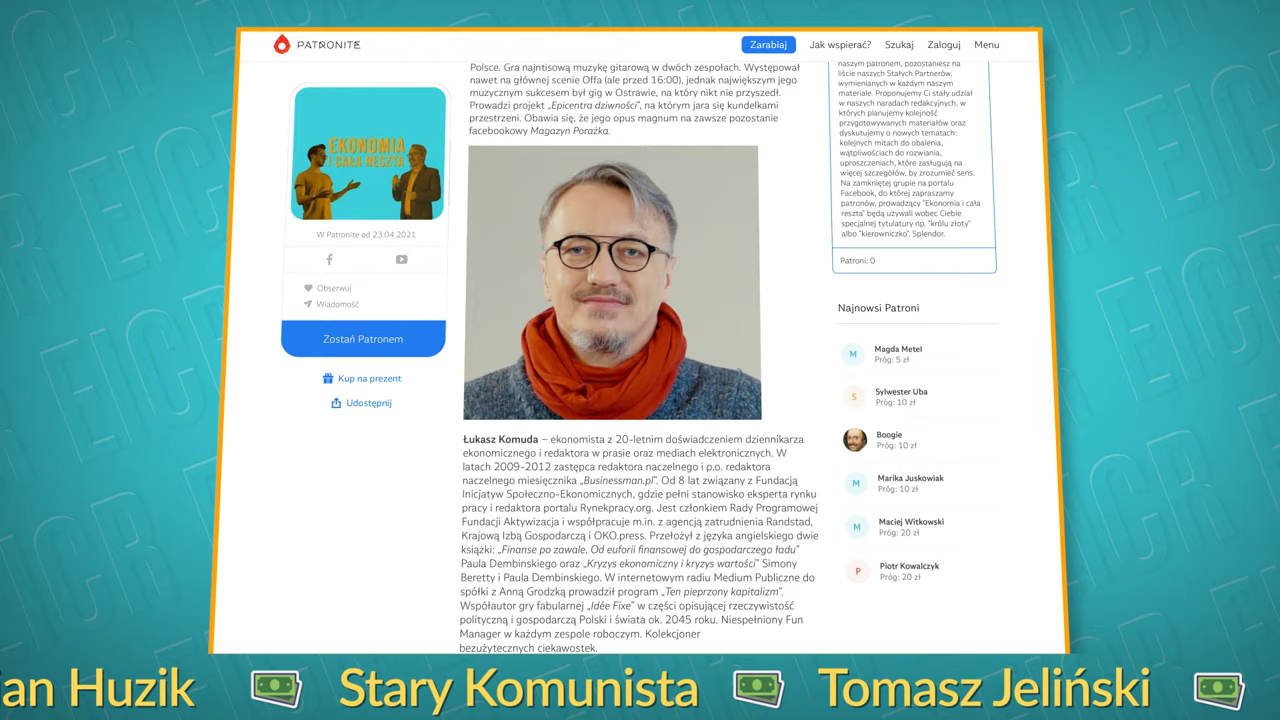 PATRONITE
Zarabiaj
Jak wspierać?
Szukaj
Zaloguj
Menu
EKONOMIA
I CAŁA RESZTA
W Patronite od 23.04.2021
Obserwuj
Wiadomość
Zostań Patronem
Kup na prezent
Udostępnij
Polsce. Gra najntisową muzykę gitarową w dwóch zespołach. Występował
nawet na głównej scenie Offa (ale przed 16:00), jednak największym jego
muzycznym sukcesem był gig w Ostrawie, na który nikt nie przyszedł.
Prowadzi projekt „Epicentra dziwności”, na którym jara się kundelkami
przestrzeni. Obawia się, że jego opus magnum na zawsze pozostanie
facebookowy Magazyn Porażka.
Łukasz Komuda – ekonomista z 20-letnim doświadczeniem dziennikarza
ekonomicznego i redaktora w prasie oraz mediach elektronicznych. W
latach 2009-2012 zastępca redaktora naczelnego i p.o. redaktora
naczelnego miesięcznika „Businessman.pl”. Od 8 lat związany z Fundacją
Inicjatyw Społeczno-Ekonomicznych, gdzie pełni stanowisko eksperta rynku
pracy i redaktora portalu Rynekpracy.org. Jest członkiem Rady Programowej
Fundacji Aktywizacja i współpracuje m.in. z agencją zatrudnienia Randstad,
Krajową Izbą Gospodarczą i OKO.press. Przełożył z języka angielskiego dwie
książki: „Finanse po zawale. Od euforii finansowej do gospodarczego ładu”
Paula Dembinskiego oraz „Kryzys ekonomiczny i kryzys wartości” Simony
Beretty i Paula Dembinskiego. W internetowym radiu Medium Publiczne do
spółki z Anną Grodzką prowadził program „Ten pieprzony kapitalizm”.
Współautor gry fabularnej „Idée Fixe” w części opisującej rzeczywistość
polityczną i gospodarczą Polski i świata ok. 2045 roku. Niespełniony Fun
Manager w każdym zespole roboczym. Kolekcjoner
bezużytecznych ciekawostek.
naszym patronem, pozostaniesz na
liście naszych Stałych Partnerów,
wymienianych w każdym naszym
materiale. Proponujemy Ci stały udział
w naszych naradach redakcyjnych, w
których planujemy kolejność
przygotowywanych materiałów oraz
dyskutujemy o nowych tematach:
kolejnych mitach do obalenia,
wątpliwościach do rozwiania,
uproszczeniach, które zasługują na
więcej szczegółów, by zrozumieć sens.
Na zamkniętej grupie na portalu
Facebook, do której zapraszamy
patronów, prowadzący "Ekonomia i cała
reszta" będą używali wobec Ciebie
specjalnej tytulatury np. "królu złoty"
albo "kierowniczko". Splendor.
Patroni: 0
Najnowsi Patroni
M
Magda Metel
Próg: 5 zł
S
Sylwester Uba
Próg: 10 zł
Boogie
Próg: 10 zł
M
Marika Juskowiak
Próg: 10 zł
M
Maciej Witkowski
Próg: 20 zł
P
Piotr Kowalczyk
Próg: 20 zł
an Huzik
Stary Komunista
Tomasz Jeliński